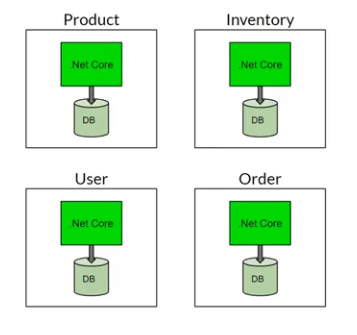 Product
Inventory
.Net Core
.Net Core
DB
DB
User
Order
.Net Core
.Net Core
DB
DB